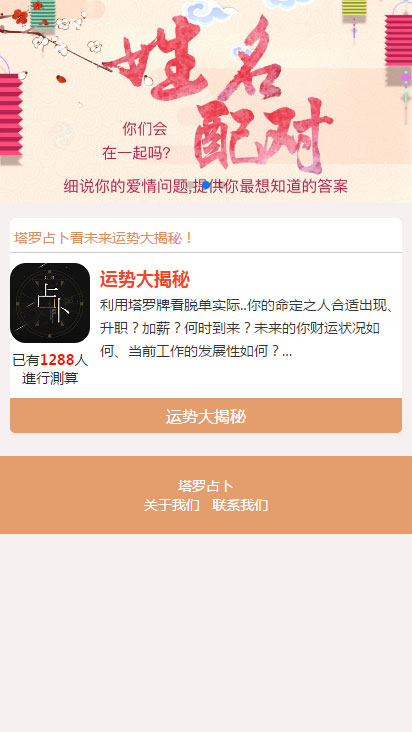 姓名
配对
你们会
在一起吗?
细说你的爱情问题,提供你最想知道的答案
塔罗占卜看未来运势大揭秘！
占卜
运势大揭秘
利用塔罗牌看脱单实际..你的命定之人合适出现、
升职？加薪？何时到来？未来的你财运状况如
何、当前工作的发展性如何？...
已有1288人
進行測算
运势大揭秘
塔罗占卜
关于我们 联系我们